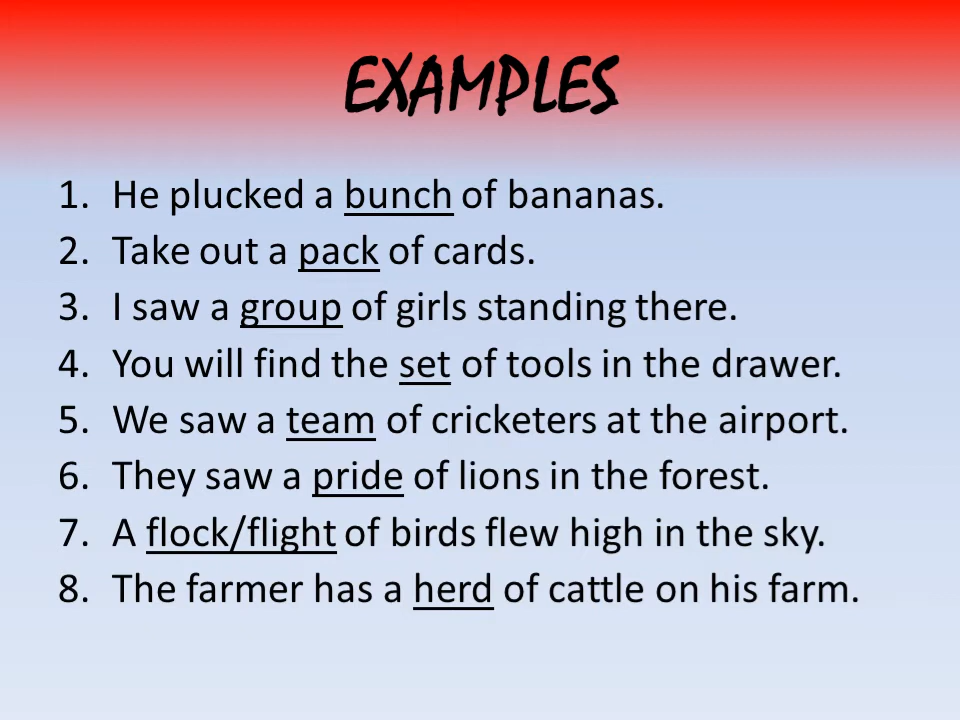 EXAMPLES
1. He plucked a bunch of bananas.
2. Take out a pack of cards.
3. I saw a group of girls standing there.
4. You will find the set of tools in the drawer.
5. We saw a team of cricketers at the airport.
6. They saw a pride of lions in the forest.
7. A flock/flight of birds flew high in the sky.
8. The farmer has a herd of cattle on his farm.